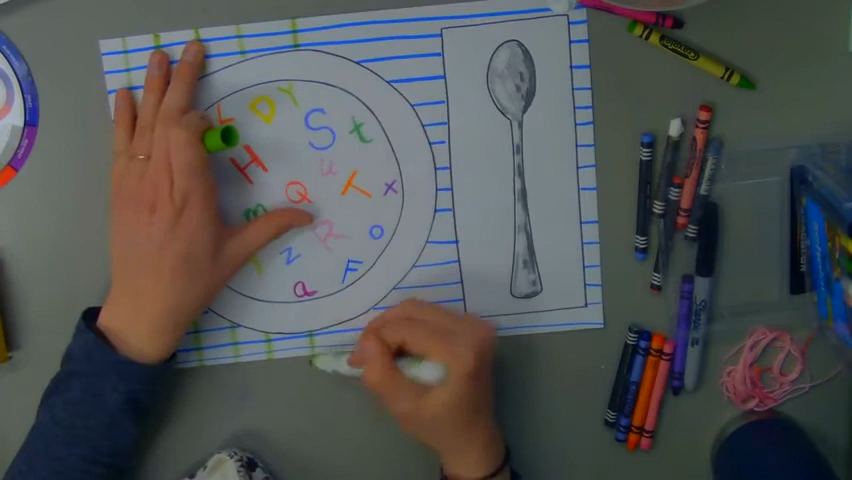 L D Y
S t
H u
Q T x
m R o
z F
a
Crayola
Sharpie